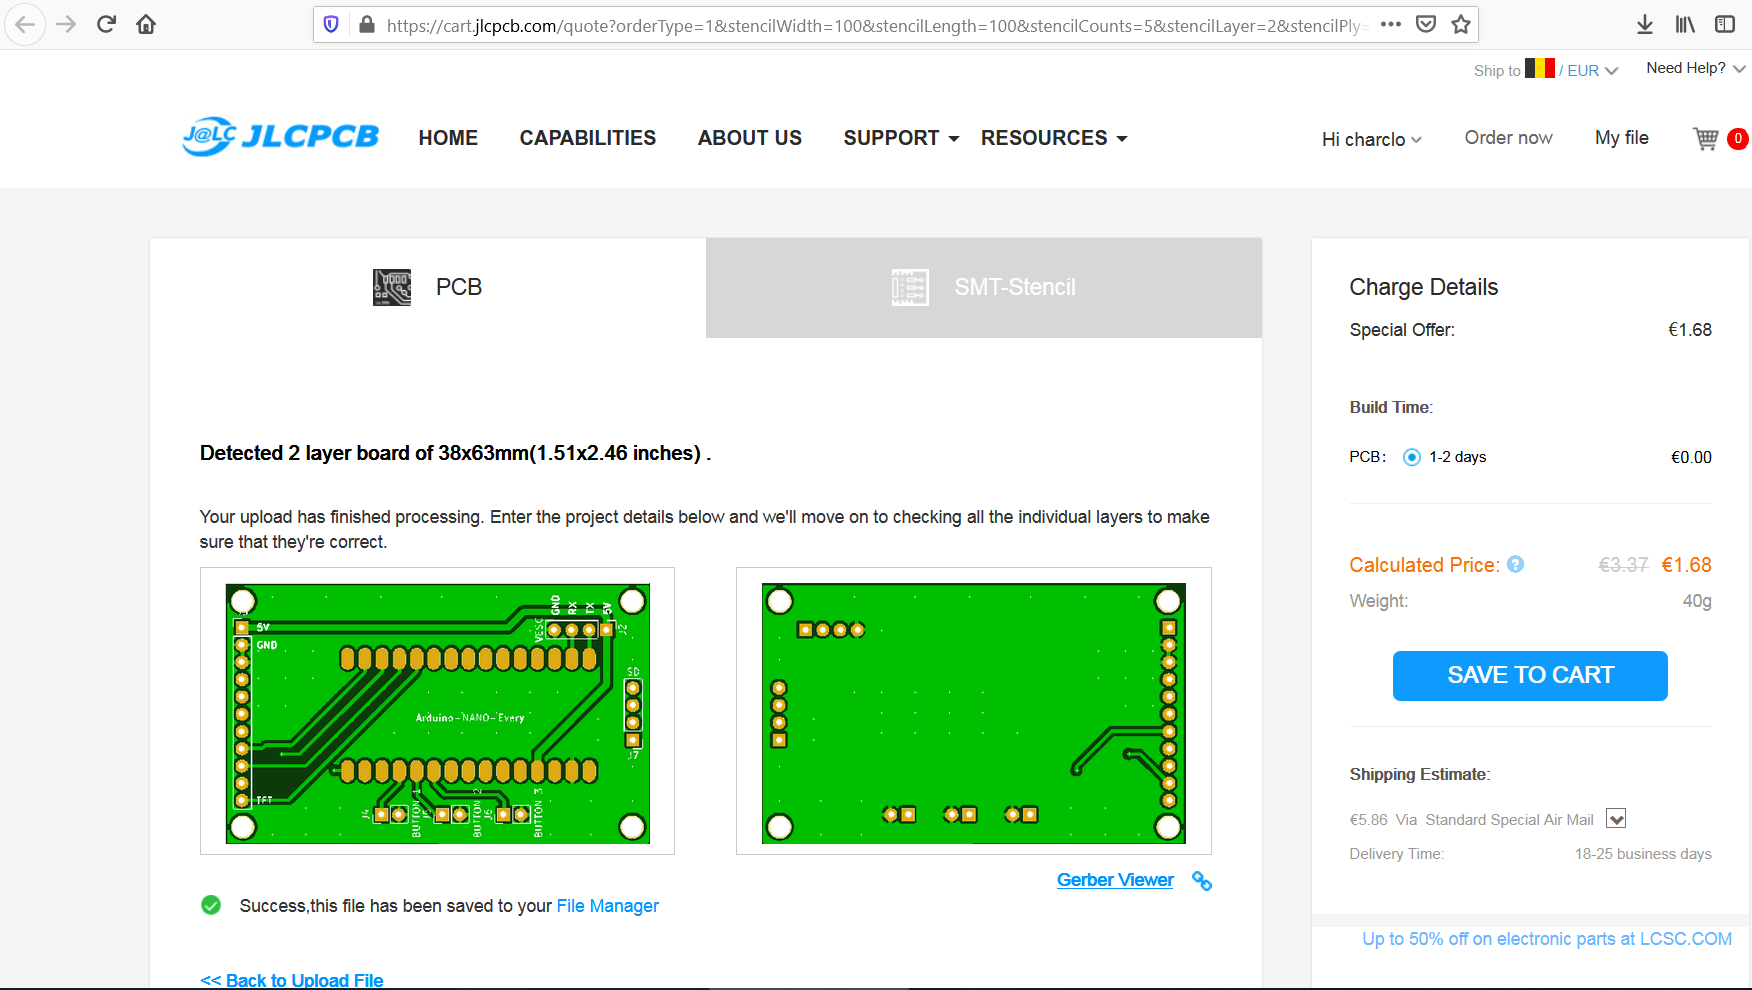 https://cart.jlcpcb.com/quote?orderType=1&stencilWidth=100&stencilLength=100&stencilCounts=5&stencilLayer=2&stencilPly=
Ship to / EUR Need Help?
J@LC JLCPCB HOME CAPABILITIES ABOUT US SUPPORT RESOURCES Hi charclo Order now My file 0
PCB SMT-Stencil
Detected 2 layer board of 38x63mm(1.51x2.46 inches) .
Your upload has finished processing. Enter the project details below and we'll move on to checking all the individual layers to make
sure that they're correct.
5V
GND
TFT
VESC
GND
RX
TX
5V
J2
SD
J7
Arduino-NANO-Every
J4
BUTTON 1
BUTTON 2
J6
BUTTON 3
Gerber Viewer
Success,this file has been saved to your File Manager
<< Back to Upload File
Charge Details
Special Offer: €1.68
Build Time:
PCB: 1-2 days €0.00
Calculated Price: ? €3.37 €1.68
Weight: 40g
SAVE TO CART
Shipping Estimate:
€5.86 Via Standard Special Air Mail
Delivery Time: 18-25 business days
Up to 50% off on electronic parts at LCSC.COM